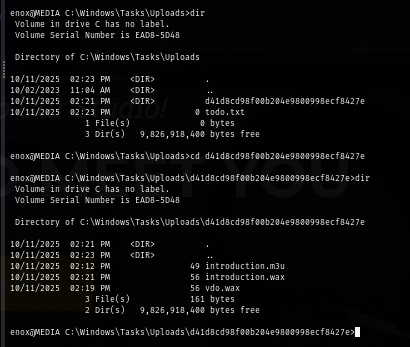 enox@MEDIA C:\Windows\Tasks\Uploads>dir
 Volume in drive C has no label.
 Volume Serial Number is EAD8-5D48

 Directory of C:\Windows\Tasks\Uploads

10/11/2025  02:23 PM    <DIR>          .
10/02/2023  11:04 AM    <DIR>          ..
10/11/2025  02:21 PM    <DIR>          d41d8cd98f00b204e9800998ecf8427e
10/11/2025  02:23 PM                 0 todo.txt
               1 File(s)              0 bytes
               3 Dir(s)   9,826,918,400 bytes free

enox@MEDIA C:\Windows\Tasks\Uploads>cd d41d8cd98f00b204e9800998ecf8427e

enox@MEDIA C:\Windows\Tasks\Uploads\d41d8cd98f00b204e9800998ecf8427e>dir
 Volume in drive C has no label.
 Volume Serial Number is EAD8-5D48

 Directory of C:\Windows\Tasks\Uploads\d41d8cd98f00b204e9800998ecf8427e

10/11/2025  02:21 PM    <DIR>          .
10/11/2025  02:23 PM    <DIR>          ..
10/11/2025  02:12 PM                49 introduction.m3u
10/11/2025  02:21 PM                56 introduction.wax
10/11/2025  02:19 PM                56 vdo.wax
               3 File(s)            161 bytes
               2 Dir(s)   9,826,918,400 bytes free

enox@MEDIA C:\Windows\Tasks\Uploads\d41d8cd98f00b204e9800998ecf8427e>